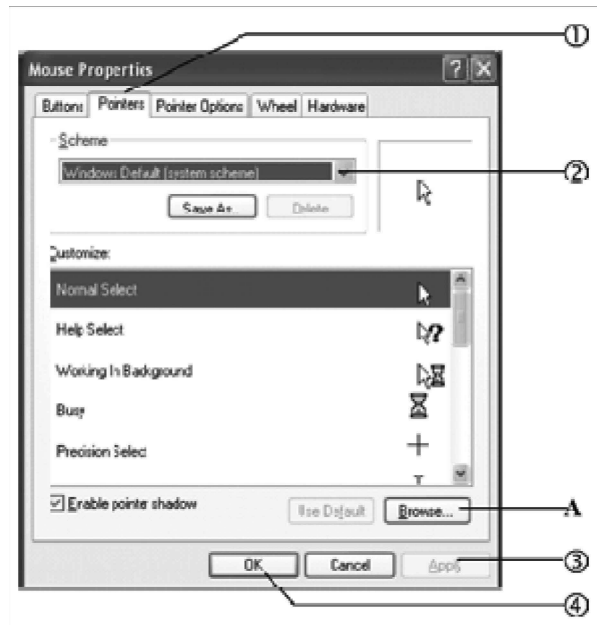 ①
Mouse Properties
Buttons Pointers Pointer Options Wheel Hardware
Scheme
Windows Default (system scheme)
②
Save As... Delete
Customize:
Normal Select
Help Select
Working In Background
Busy
Precision Select
Enable pointer shadow Use Default Browse... A
OK Cancel Apply ③
④